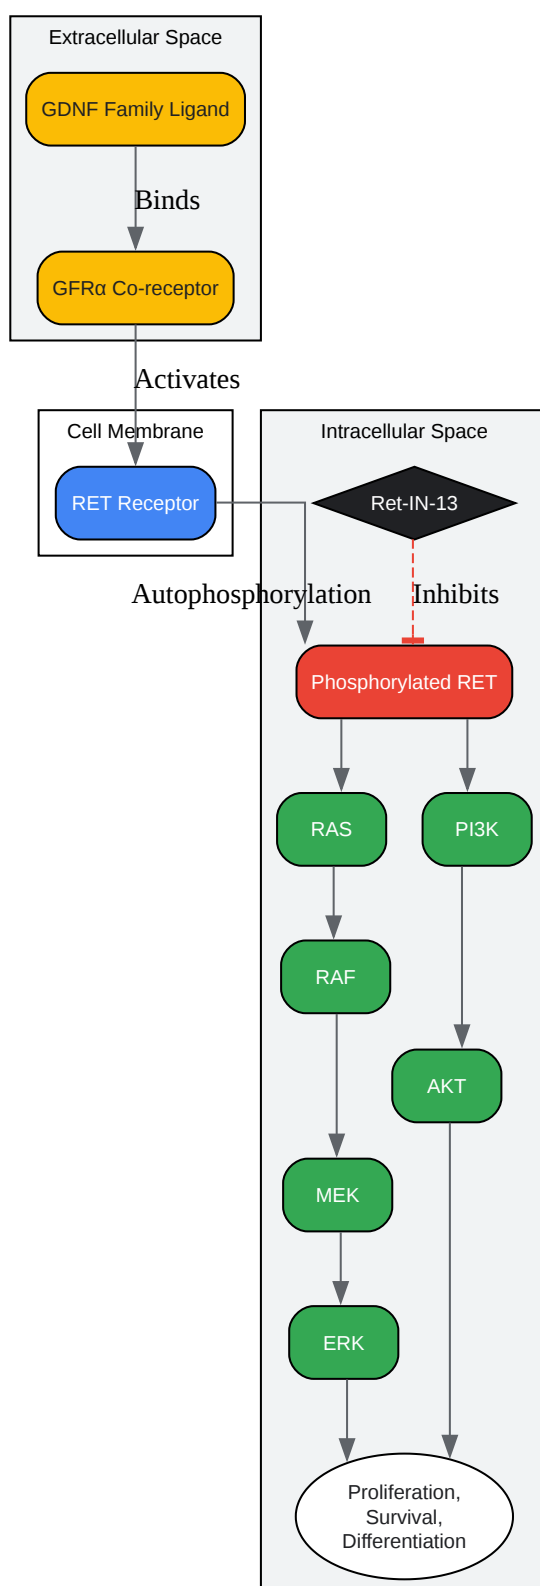 Extracellular Space
GDNF Family Ligand
Binds
GFRα Co-receptor
Activates
Cell Membrane
RET Receptor
Intracellular Space
Ret-IN-13
Autophosphorylation
Inhibits
Phosphorylated RET
RAS
PI3K
RAF
AKT
MEK
ERK
Proliferation,
Survival,
Differentiation